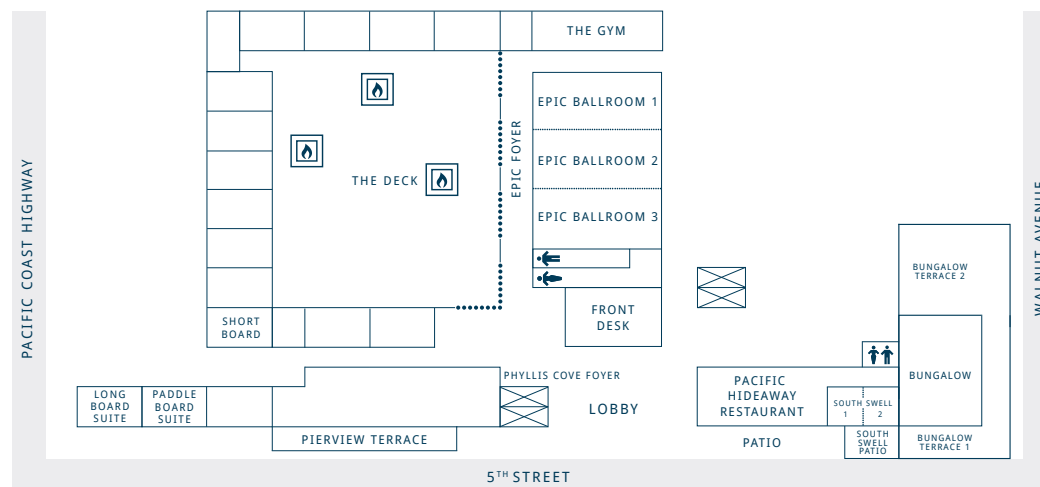 THE GYM
EPIC BALLROOM 1
EPIC BALLROOM 2
EPIC BALLROOM 3
EPIC FOYER
THE DECK
PACIFIC COAST HIGHWAY
WALNUT AVENUE
BUNGALOW
TERRACE 2
FRONT
DESK
SHORT
BOARD
PHYLLIS COVE FOYER
BUNGALOW
PACIFIC
HIDEAWAY
RESTAURANT
LONG
BOARD
SUITE
PADDLE
BOARD
SUITE
LOBBY
SOUTH SWELL
1 2
PIERVIEW TERRACE
PATIO
SOUTH
SWELL
PATIO
BUNGALOW
TERRACE 1
5TH STREET